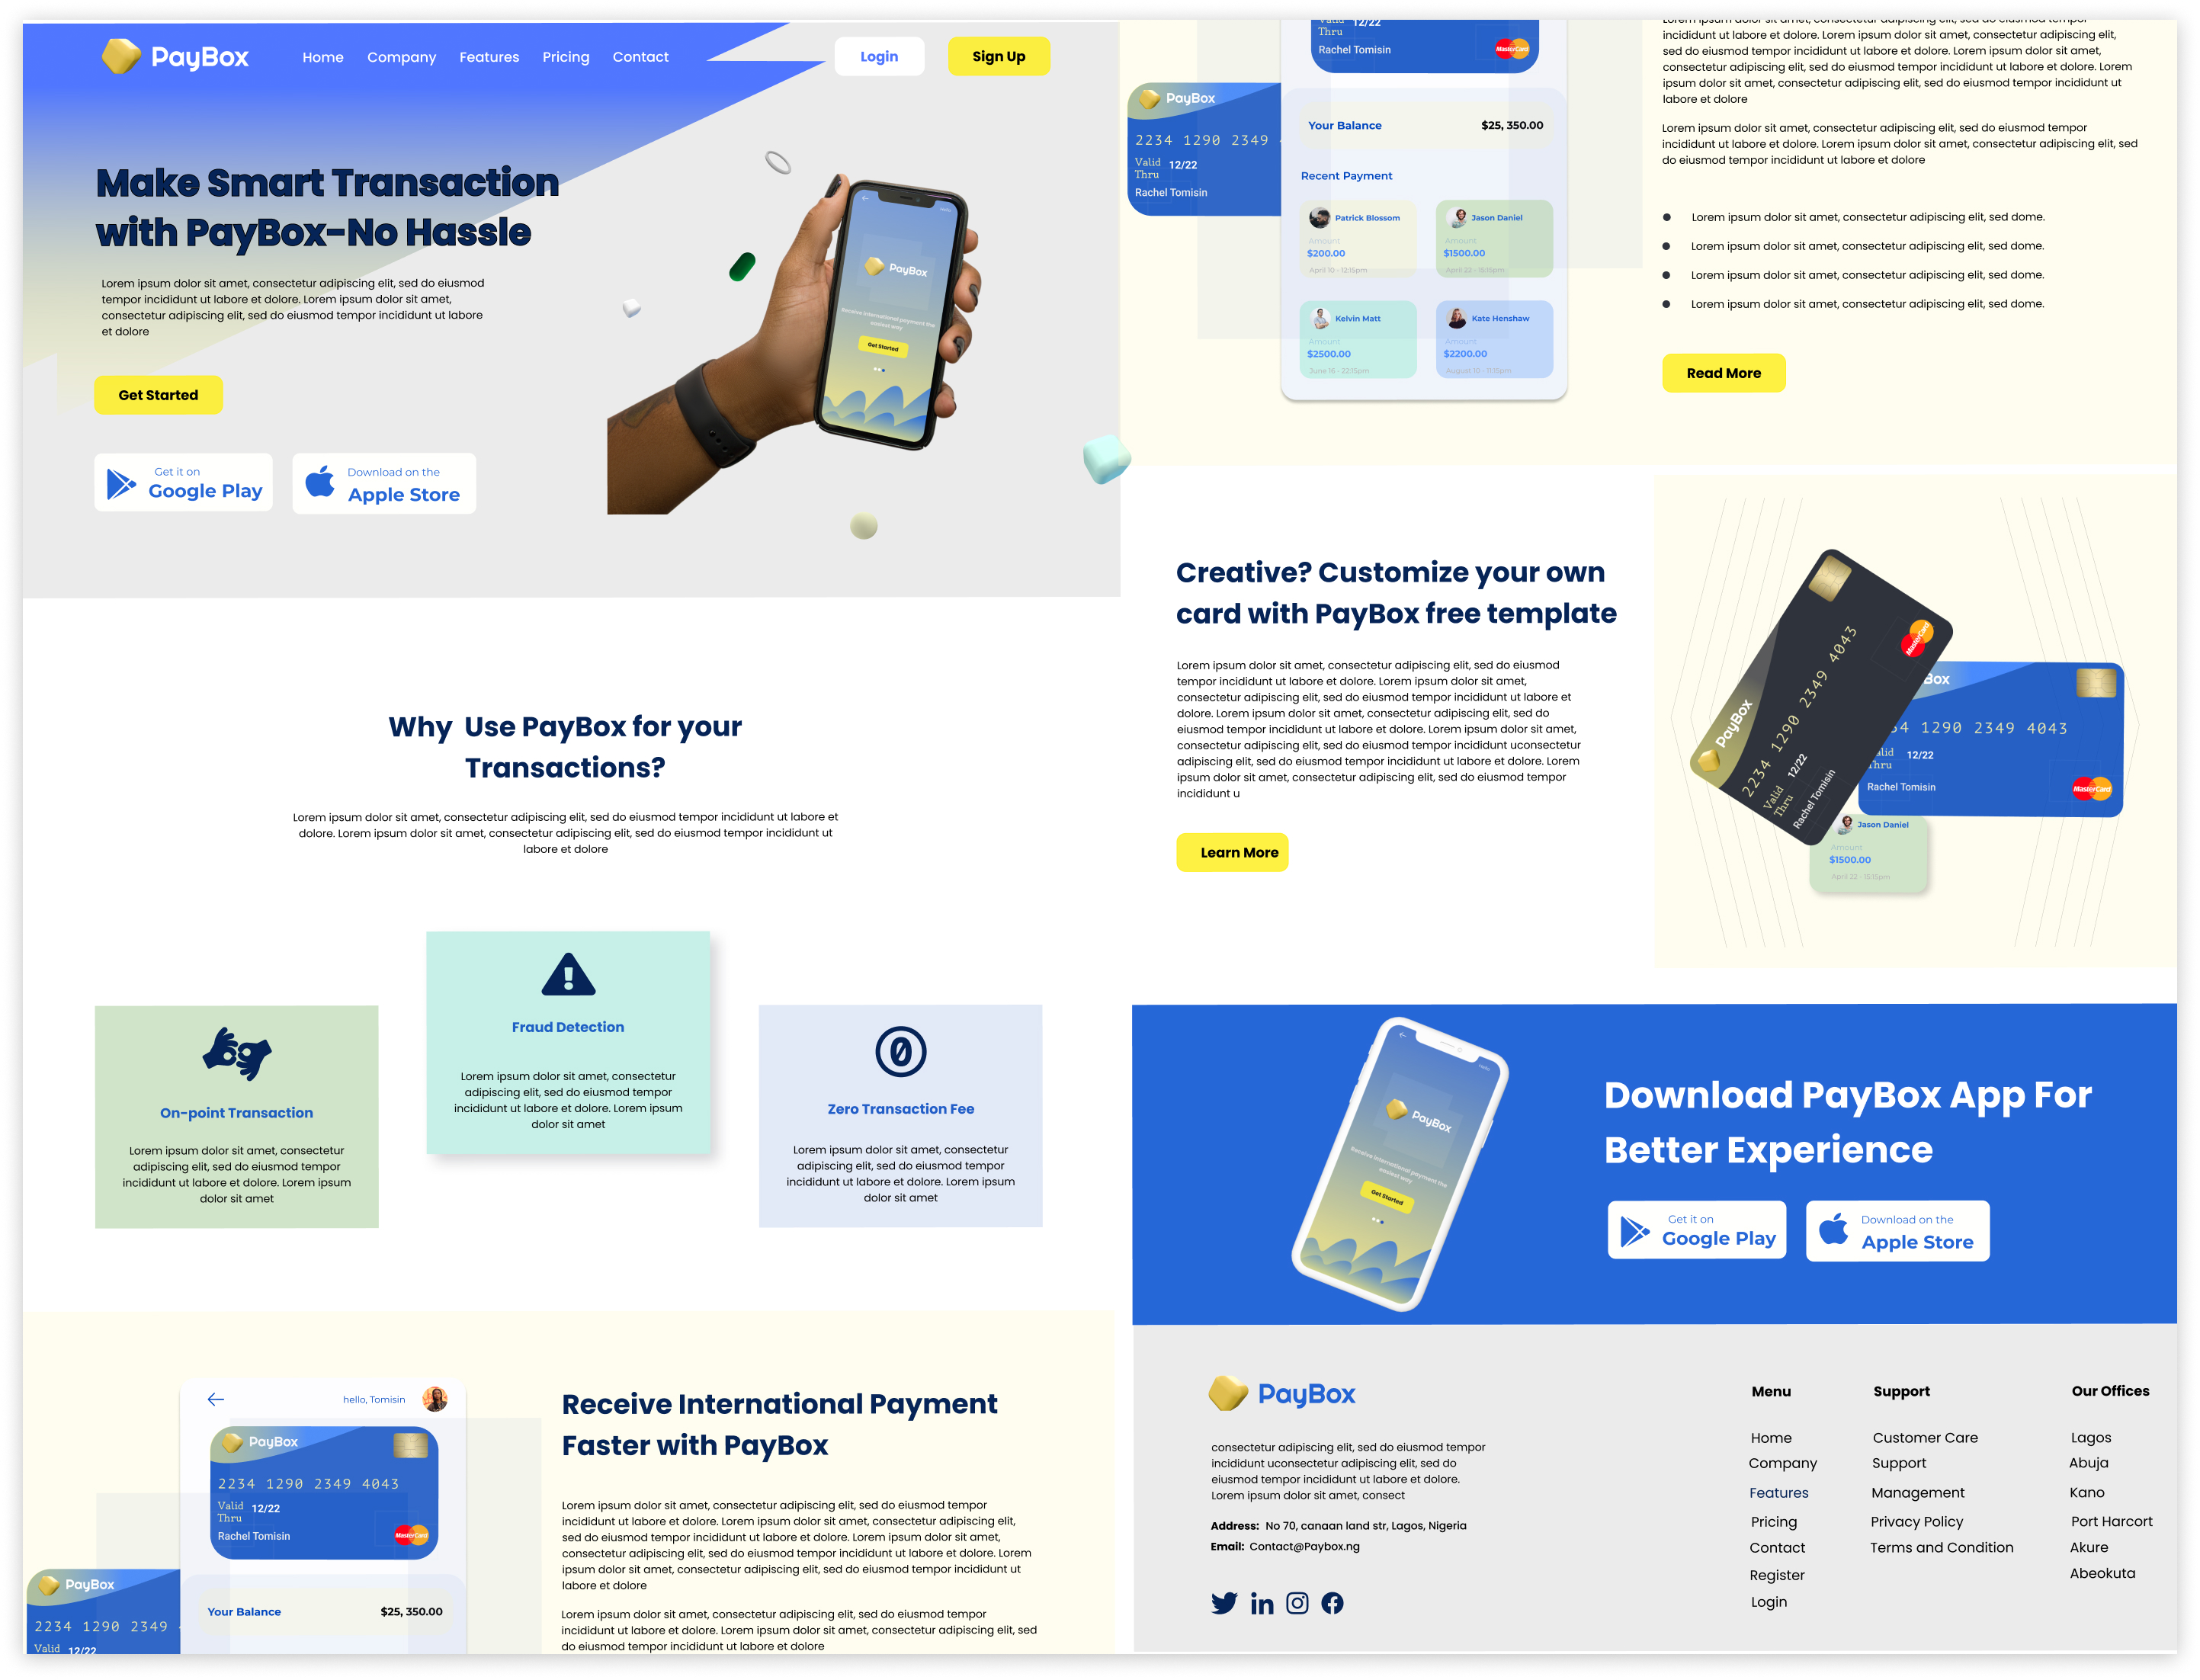 PayBox
Home Company Features Pricing Contact
Login
Sign Up
Make Smart Transaction
with PayBox-No Hassle
Lorem ipsum dolor sit amet, consectetur adipiscing elit, sed do eiusmod
tempor incididunt ut labore et dolore. Lorem ipsum dolor sit amet,
consectetur adipiscing elit, sed do eiusmod tempor incididunt ut labore
et dolore
Get Started
Get it on
Google Play
Download on the
Apple Store
PayBox
Receive International payment the
easiest way
Get Started
Why Use PayBox for your
Transactions?
Lorem ipsum dolor sit amet, consectetur adipiscing elit, sed do eiusmod tempor incididunt ut labore et
dolore. Lorem ipsum dolor sit amet, consectetur adipiscing elit, sed do eiusmod tempor incididunt ut
labore et dolore
On-point Transaction
Lorem ipsum dolor sit amet, consectetur
adipiscing elit, sed do eiusmod tempor
incididunt ut labore et dolore. Lorem ipsum
dolor sit amet
Fraud Detection
Lorem ipsum dolor sit amet, consectetur
adipiscing elit, sed do eiusmod tempor
incididunt ut labore et dolore. Lorem ipsum
dolor sit amet
0
Zero Transaction Fee
Lorem ipsum dolor sit amet, consectetur
adipiscing elit, sed do eiusmod tempor
incididunt ut labore et dolore. Lorem ipsum
dolor sit amet
hello, Tomisin
PayBox
2234 1290 2349 4043
Valid
Thru
12/22
Rachel Tomisin
MasterCard
PayBox
2234 1290 2349
Valid
12/22
Your Balance
$25, 350.00
Receive International Payment
Faster with PayBox
Lorem ipsum dolor sit amet, consectetur adipiscing elit, sed do eiusmod tempor
incididunt ut labore et dolore. Lorem ipsum dolor sit amet, consectetur adipiscing elit,
sed do eiusmod tempor incididunt ut labore et dolore. Lorem ipsum dolor sit amet,
consectetur adipiscing elit, sed do eiusmod tempor incididunt ut labore et dolore. Lorem
ipsum dolor sit amet, consectetur adipiscing elit, sed do eiusmod tempor incididunt ut
labore et dolore
Lorem ipsum dolor sit amet, consectetur adipiscing elit, sed do eiusmod tempor
incididunt ut labore et dolore. Lorem ipsum dolor sit amet, consectetur adipiscing elit, sed
do eiusmod tempor incididunt ut labore et dolore
Valid
Thru
12/22
Rachel Tomisin
MasterCard
PayBox
2234 1290 2349
Valid
Thru
12/22
Rachel Tomisin
Your Balance
$25, 350.00
Recent Payment
Patrick Blossom
Amount
$200.00
April 10 - 12:15pm
Jason Daniel
Amount
$1500.00
April 22 - 15:15pm
Kelvin Matt
Amount
$2500.00
June 16 - 22:15pm
Kate Henshaw
Amount
$2200.00
August 10 - 11:15pm
Lorem ipsum dolor sit amet, consectetur adipiscing elit, sed do eiusmod tempor
incididunt ut labore et dolore. Lorem ipsum dolor sit amet, consectetur adipiscing elit,
sed do eiusmod tempor incididunt ut labore et dolore. Lorem ipsum dolor sit amet,
consectetur adipiscing elit, sed do eiusmod tempor incididunt ut labore et dolore. Lorem
ipsum dolor sit amet, consectetur adipiscing elit, sed do eiusmod tempor incididunt ut
labore et dolore
Lorem ipsum dolor sit amet, consectetur adipiscing elit, sed do eiusmod tempor
incididunt ut labore et dolore. Lorem ipsum dolor sit amet, consectetur adipiscing elit, sed
do eiusmod tempor incididunt ut labore et dolore
Lorem ipsum dolor sit amet, consectetur adipiscing elit, sed dome.
Lorem ipsum dolor sit amet, consectetur adipiscing elit, sed dome.
Lorem ipsum dolor sit amet, consectetur adipiscing elit, sed dome.
Lorem ipsum dolor sit amet, consectetur adipiscing elit, sed dome.
Read More
Creative? Customize your own
card with PayBox free template
Lorem ipsum dolor sit amet, consectetur adipiscing elit, sed do eiusmod
tempor incididunt ut labore et dolore. Lorem ipsum dolor sit amet,
consectetur adipiscing elit, sed do eiusmod tempor incididunt ut labore et
dolore. Lorem ipsum dolor sit amet, consectetur adipiscing elit, sed do
eiusmod tempor incididunt ut labore et dolore. Lorem ipsum dolor sit amet,
consectetur adipiscing elit, sed do eiusmod tempor incididunt uconsectetur
adipiscing elit, sed do eiusmod tempor incididunt ut labore et dolore. Lorem
ipsum dolor sit amet, consectetur adipiscing elit, sed do eiusmod tempor
incididunt u
Learn More
PayBox
2234 1290 2349 4043
Valid
Thru
12/22
Rachel Tomisin
MasterCard
Box
34 1290 2349 4043
alid
Thru
12/22
Rachel Tomisin
MasterCard
Jason Daniel
Amount
$1500.00
April 22 - 15:15pm
PayBox
Receive International payment the
easiest way
Get Started
Download PayBox App For
Better Experience
Get it on
Google Play
Download on the
Apple Store
PayBox
consectetur adipiscing elit, sed do eiusmod tempor
incididunt uconsectetur adipiscing elit, sed do
eiusmod tempor incididunt ut labore et dolore.
Lorem ipsum dolor sit amet, consect
Address: No 70, canaan land str, Lagos, Nigeria
Email: Contact@Paybox.ng
Menu
Home
Company
Features
Pricing
Contact
Register
Login
Support
Customer Care
Support
Management
Privacy Policy
Terms and Condition
Our Offices
Lagos
Abuja
Kano
Port Harcort
Akure
Abeokuta